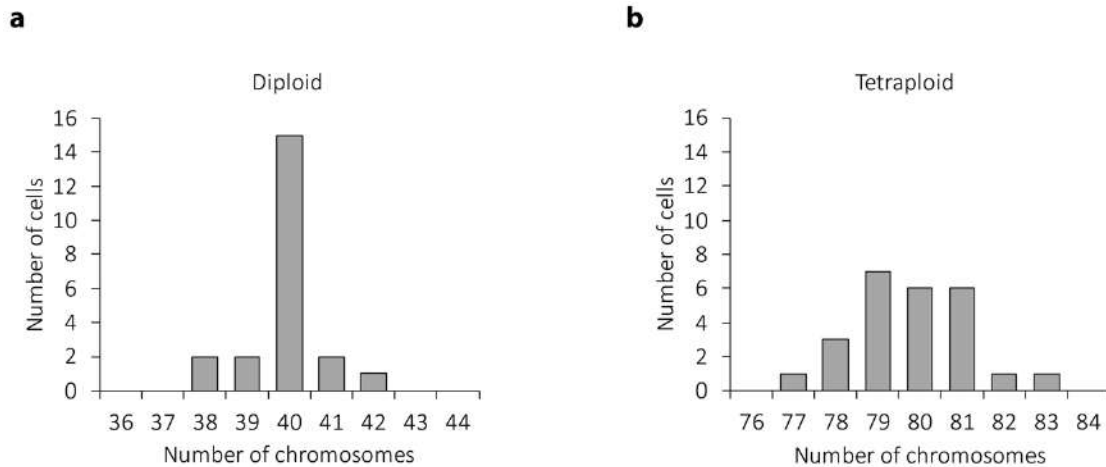 a
Diploid
16
14
12
10
8
6
4
2
0
Number of cells
36 37 38 39 40 41 42 43 44
Number of chromosomes
b
Tetraploid
16
14
12
10
8
6
4
2
0
Number of cells
76 77 78 79 80 81 82 83 84
Number of chromosomes